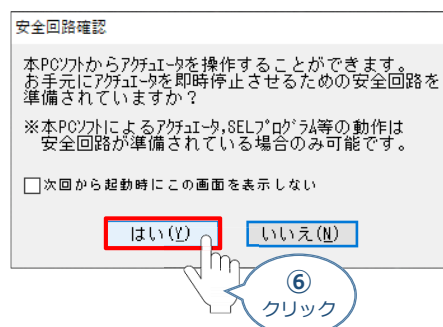 安全回路確認
本PCソフトからアクチュエータを操作することができます。
お手元にアクチュエータを即時停止させるための安全回路を
準備されていますか？
※本PCソフトによるアクチュエータ,SELプログラム等の動作は
安全回路が準備されている場合のみ可能です。
次回から起動時にこの画面を表示しない
はい(Y) いいえ(N)
⑥
クリック